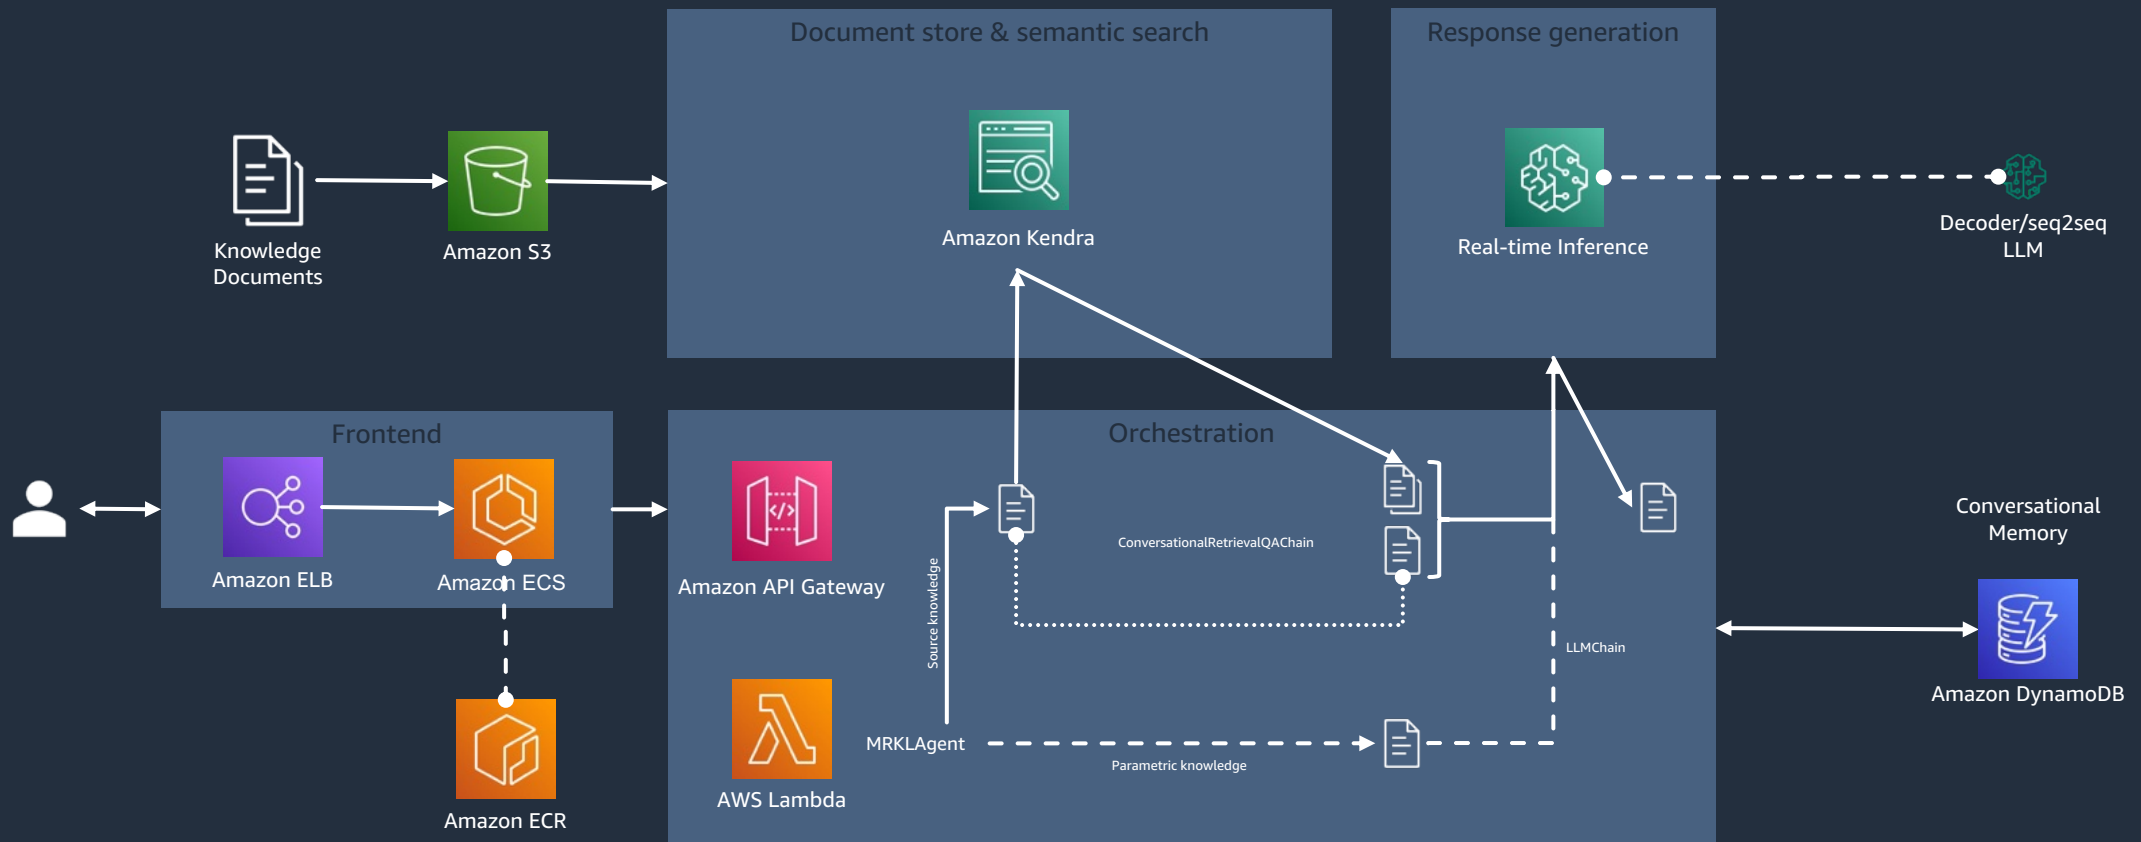 Document store & semantic search
Response generation
Knowledge
Documents
Amazon S3
Amazon Kendra
Real-time Inference
Decoder/seq2seq
LLM
Frontend
Amazon ELB
Amazon ECS
Amazon ECR
Orchestration
</>
Amazon API Gateway
AWS Lambda
Source knowledge
ConversationalRetrievalQAChain
MRKLAgent
Parametric knowledge
LLMChain
Conversational
Memory
Amazon DynamoDB